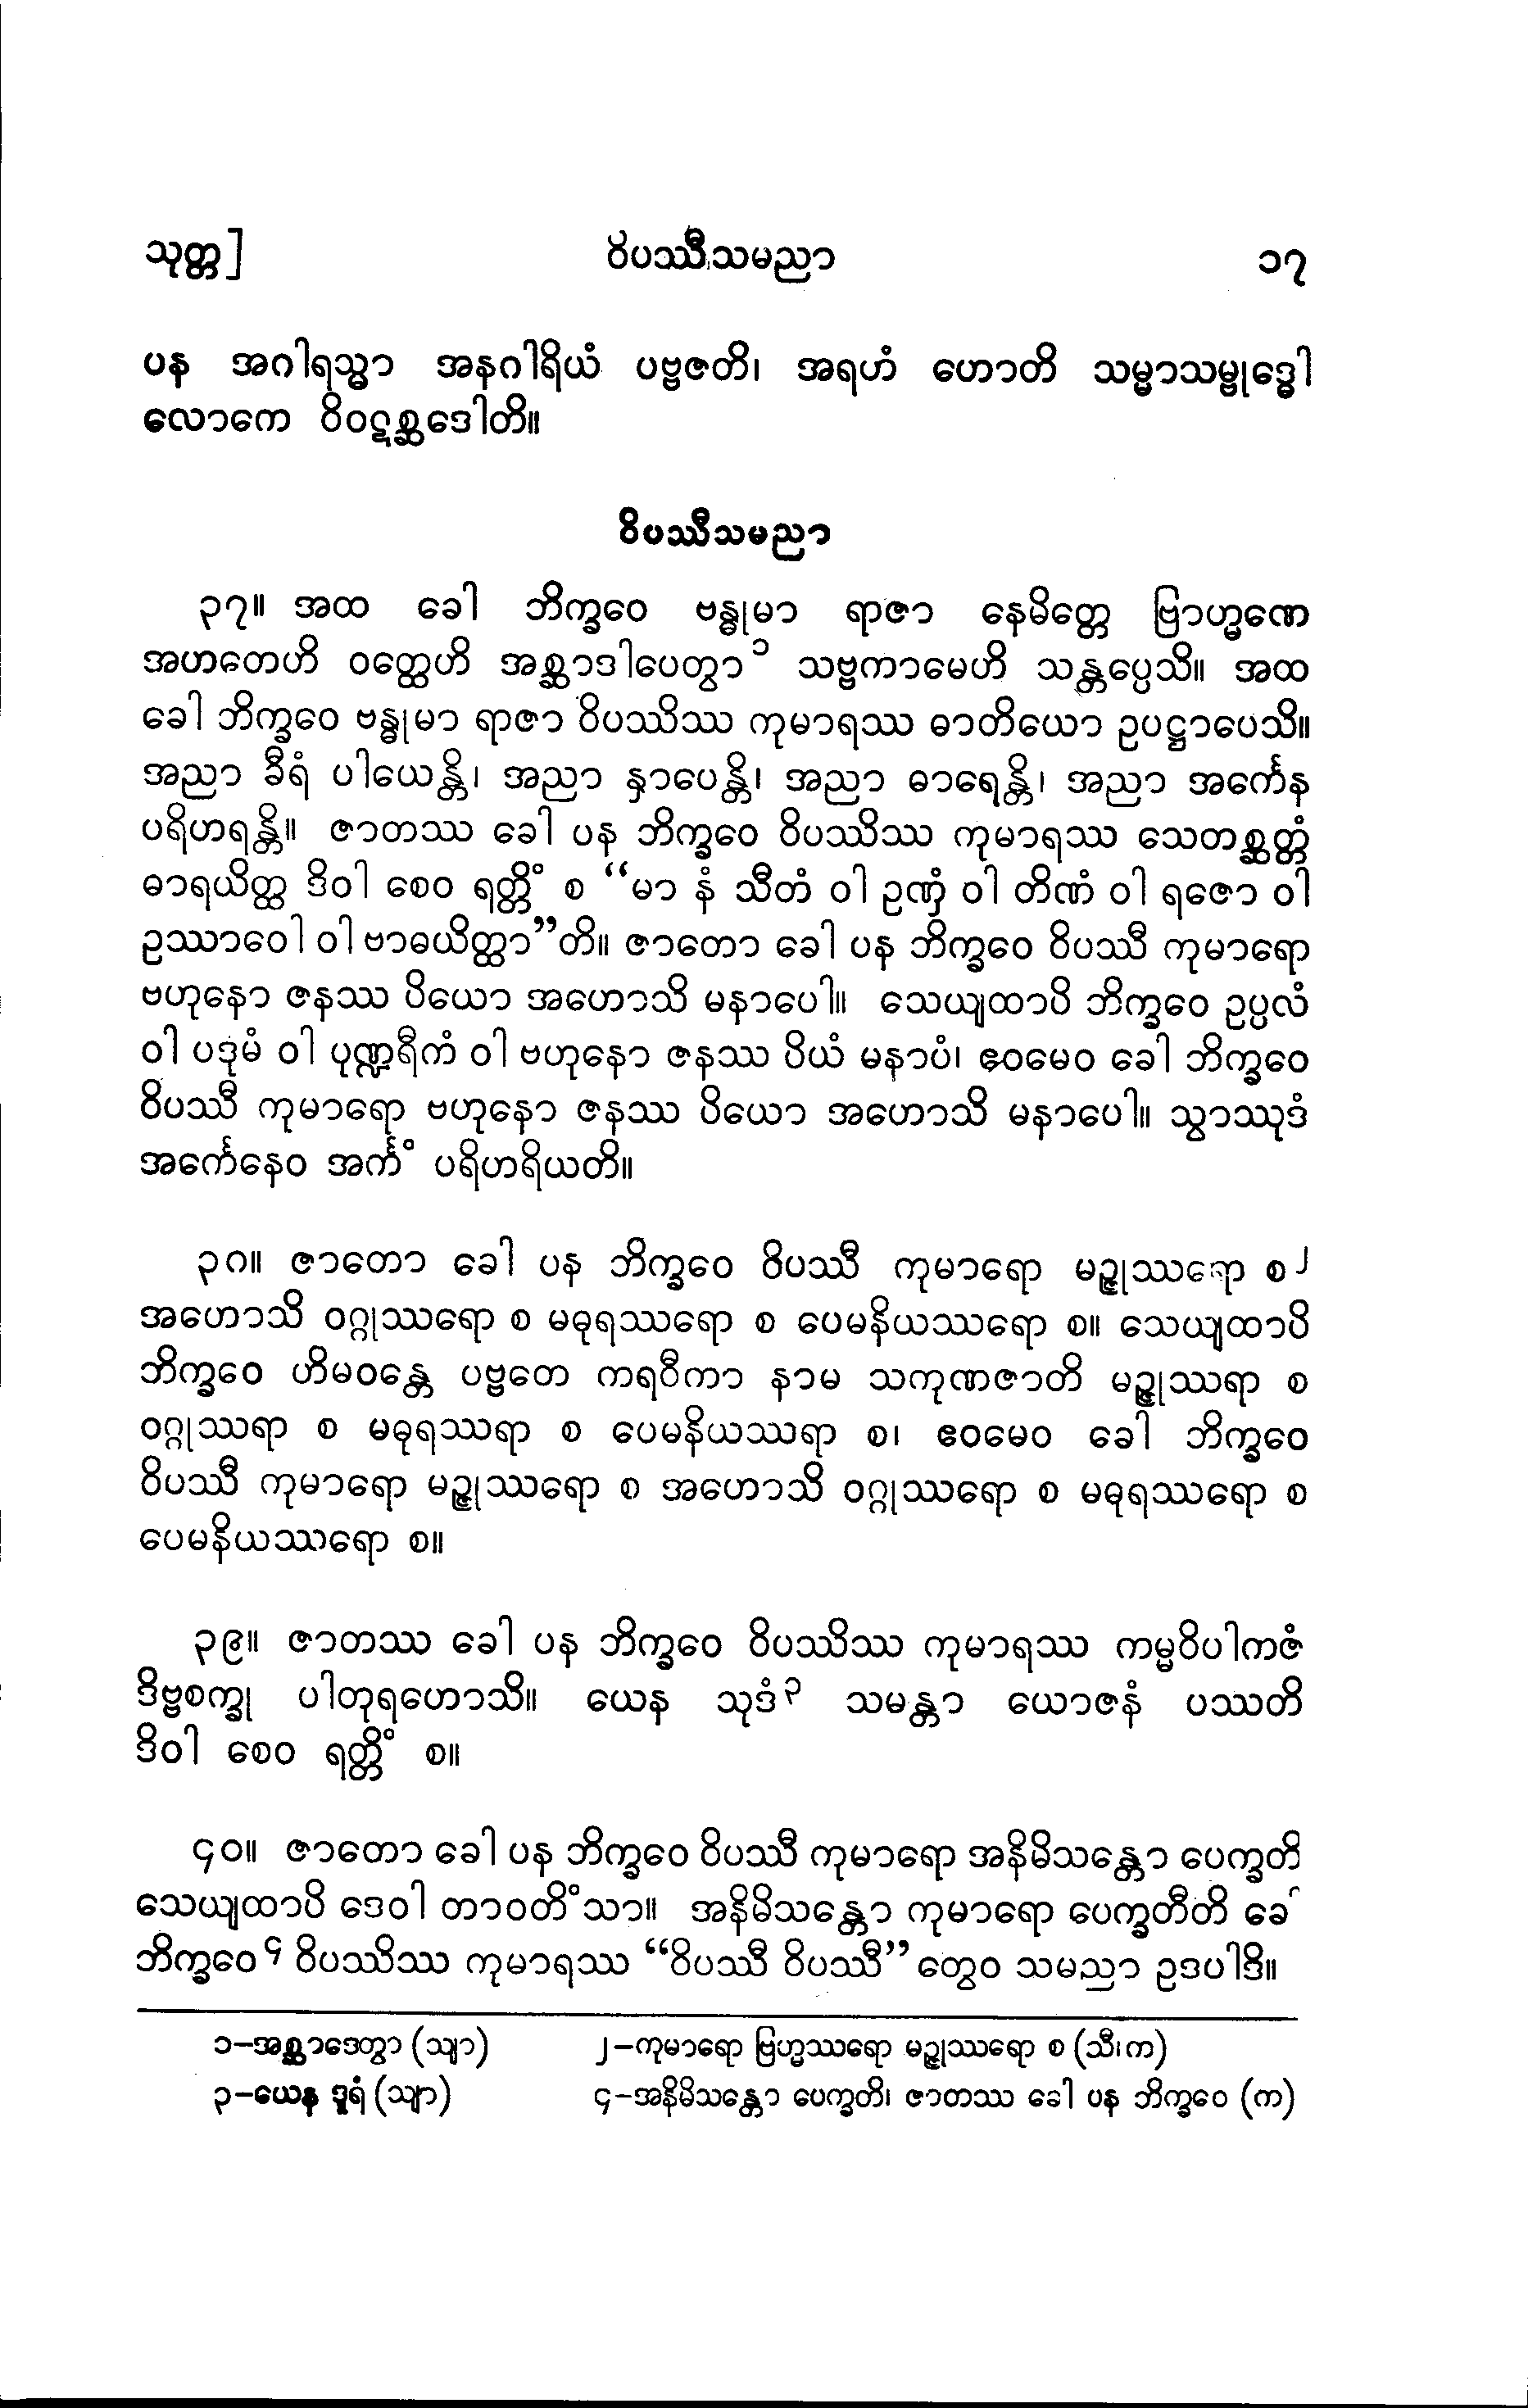 သုတ္တ]
ဝိပဿီသမညာ
၁၇
ပန အဂါရသ္မာ အနဂါရိယံ ပဗ္ဗဇတိ၊ အရဟံ ဟောတိ သမ္မာသမ္ဗုဒ္ဓေါ
လောကေ ဝိဝဋစ္ဆဒေါတိ။
ဝိပဿီသမညာ
၃၇။ အထ ခေါ ဘိက္ခဝေ ဗန္ဓုမာ ရာဇာ နေမိတ္တေ ဗြာဟ္မဏေ
အဟတေဟိ ဝတ္ထေဟိ အစ္ဆာဒါပေတွာ ၁ သဗ္ဗကာမေဟိ သန္တပ္ပေသိ။ အထ
ခေါ ဘိက္ခဝေ ဗန္ဓုမာ ရာဇာ ဝိပဿိဿ ကုမာရဿ ဓာတိယော ဥပဋ္ဌာပေသိ။
အညာ ခီရံ ပါယေန္တိ၊ အညာ နှာပေန္တိ၊ အညာ ဓာရေန္တိ၊ အညာ အင်္ကေန
ပရိဟရန္တိ။ ဇာတဿ ခေါ ပန ဘိက္ခဝေ ဝိပဿိဿ ကုမာရဿ သေတစ္ဆတ္တံ
ဓာရယိတ္ထ ဒိဝါ စေဝ ရတ္တိံ စ “မာ နံ သီတံ ဝါ ဥဏှံ ဝါ တိဏံ ဝါ ရဇော ဝါ
ဥဿာဝေါ ဝါ ဗာဓယိတ္ထာ”တိ။ ဇာတော ခေါ ပန ဘိက္ခဝေ ဝိပဿီ ကုမာရော
ဗဟုနော ဇနဿ ပိယော အဟောသိ မနာပေါ။ သေယျထာပိ ဘိက္ခဝေ ဥပ္ပလံ
ဝါ ပဒုမံ ဝါ ပုဏ္ဍရီကံ ဝါ ဗဟုနော ဇနဿ ပိယံ မနာပံ၊ ဧဝမေဝ ခေါ ဘိက္ခဝေ
ဝိပဿီ ကုမာရော ဗဟုနော ဇနဿ ပိယော အဟောသိ မနာပေါ။ သွာဿုဒံ
အင်္ကေနေဝ အင်္ကံ ပရိဟရိယတိ။
၃၈။ ဇာတော ခေါ ပန ဘိက္ခဝေ ဝိပဿီ ကုမာရော မဉ္ဇုဿရော စ ၂
အဟောသိ ဝဂ္ဂုဿရော စ မဓုရဿရော စ ပေမနိယဿရော စ။ သေယျထာပိ
ဘိက္ခဝေ ဟိမဝန္တေ ပဗ္ဗတေ ကရဝီကာ နာမ သကုဏဇာတိ မဉ္ဇုဿရာ စ
ဝဂ္ဂုဿရာ စ မဓုရဿရာ စ ပေမနိယဿရာ စ၊ ဧဝမေဝ ခေါ ဘိက္ခဝေ
ဝိပဿီ ကုမာရော မဉ္ဇုဿရော စ အဟောသိ ဝဂ္ဂုဿရော စ မဓုရဿရော စ
ပေမနိယဿရော စ။
၃၉။ ဇာတဿ ခေါ ပန ဘိက္ခဝေ ဝိပဿိဿ ကုမာရဿ ကမ္မဝိပါကဇံ
ဒိဗ္ဗစက္ခု ပါတုရဟောသိ။ ယေန သုဒံ ၃ သမန္တာ ယောဇနံ ပဿတိ
ဒိဝါ စေဝ ရတ္တိံ စ။
၄၀။ ဇာတော ခေါ ပန ဘိက္ခဝေ ဝိပဿီ ကုမာရော အနိမိသန္တော ပေက္ခတိ
သေယျထာပိ ဒေဝါ တာဝတိံသာ။ အနိမိသန္တော ကုမာရော ပေက္ခတီတိ ခေါ
ဘိက္ခဝေ ၄ ဝိပဿိဿ ကုမာရဿ “ဝိပဿီ ဝိပဿီ” တွေဝ သမညာ ဥဒပါဒိ။
၁–အစ္ဆာဒေတွာ (သျာ) ၂–ကုမာရော ဗြဟ္မဿရော မဉ္ဇုဿရော စ (သီ၊ က)
၃–ယေန ဒူရံ (သျာ) ၄–အနိမိသန္တော ပေက္ခတိ၊ ဇာတဿ ခေါ ပန ဘိက္ခဝေ (က)